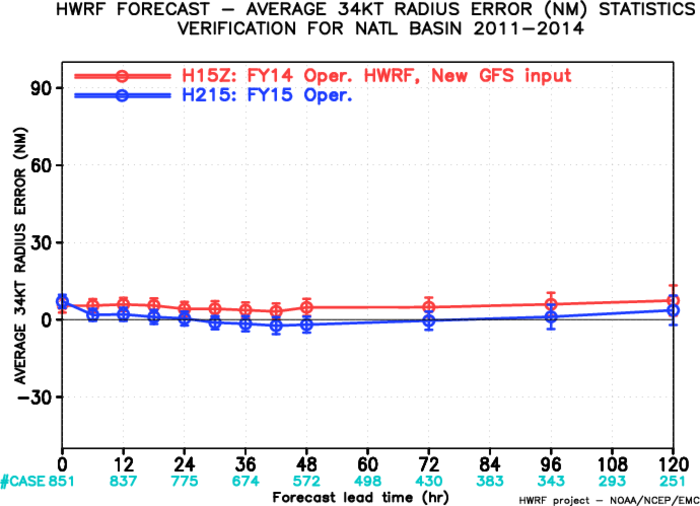 HWRF FORECAST − AVERAGE 34KT RADIUS ERROR (NM) STATISTICS
VERIFICATION FOR NATL BASIN 2011−2014
H15Z: FY14 Oper. HWRF, New GFS input
H215: FY15 Oper.
AVERAGE 34KT RADIUS ERROR (NM)
90
60
30
0
−30
0 12 24 36 48 60 72 84 96 108 120
#CASE 851 837 775 674 572 498 430 383 343 293 251
Forecast lead time (hr)
HWRF project − NOAA/NCEP/EMC